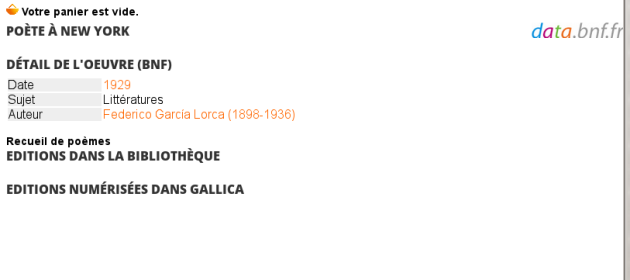 Votre panier est vide.
POÈTE À NEW YORK
data.bnf.fr
DÉTAIL DE L'OEUVRE (BNF)
Date 1929
Sujet Littératures
Auteur Federico García Lorca (1898-1936)
Recueil de poèmes
EDITIONS DANS LA BIBLIOTHÈQUE
EDITIONS NUMÉRISÉES DANS GALLICA